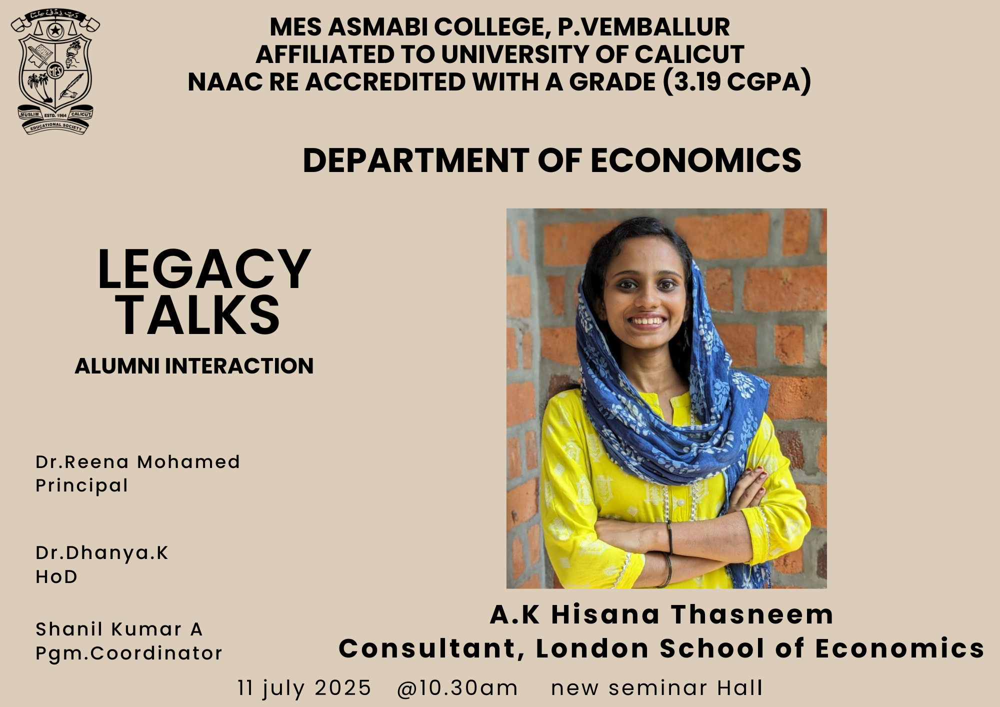 رَبِّ زِدْنِي عِلْمًا
MES
MUSLIM ESTD. 1964 CALICUT
EDUCATIONAL SOCIETY
MES ASMABI COLLEGE, P.VEMBALLUR
AFFILIATED TO UNIVERSITY OF CALICUT
NAAC RE ACCREDITED WITH A GRADE (3.19 CGPA)
DEPARTMENT OF ECONOMICS
LEGACY
TALKS
ALUMNI INTERACTION
Dr.Reena Mohamed
Principal
Dr.Dhanya.K
HoD
Shanil Kumar A
Pgm.Coordinator
A.K Hisana Thasneem
Consultant, London School of Economics
11 july 2025 @10.30am new seminar Hall